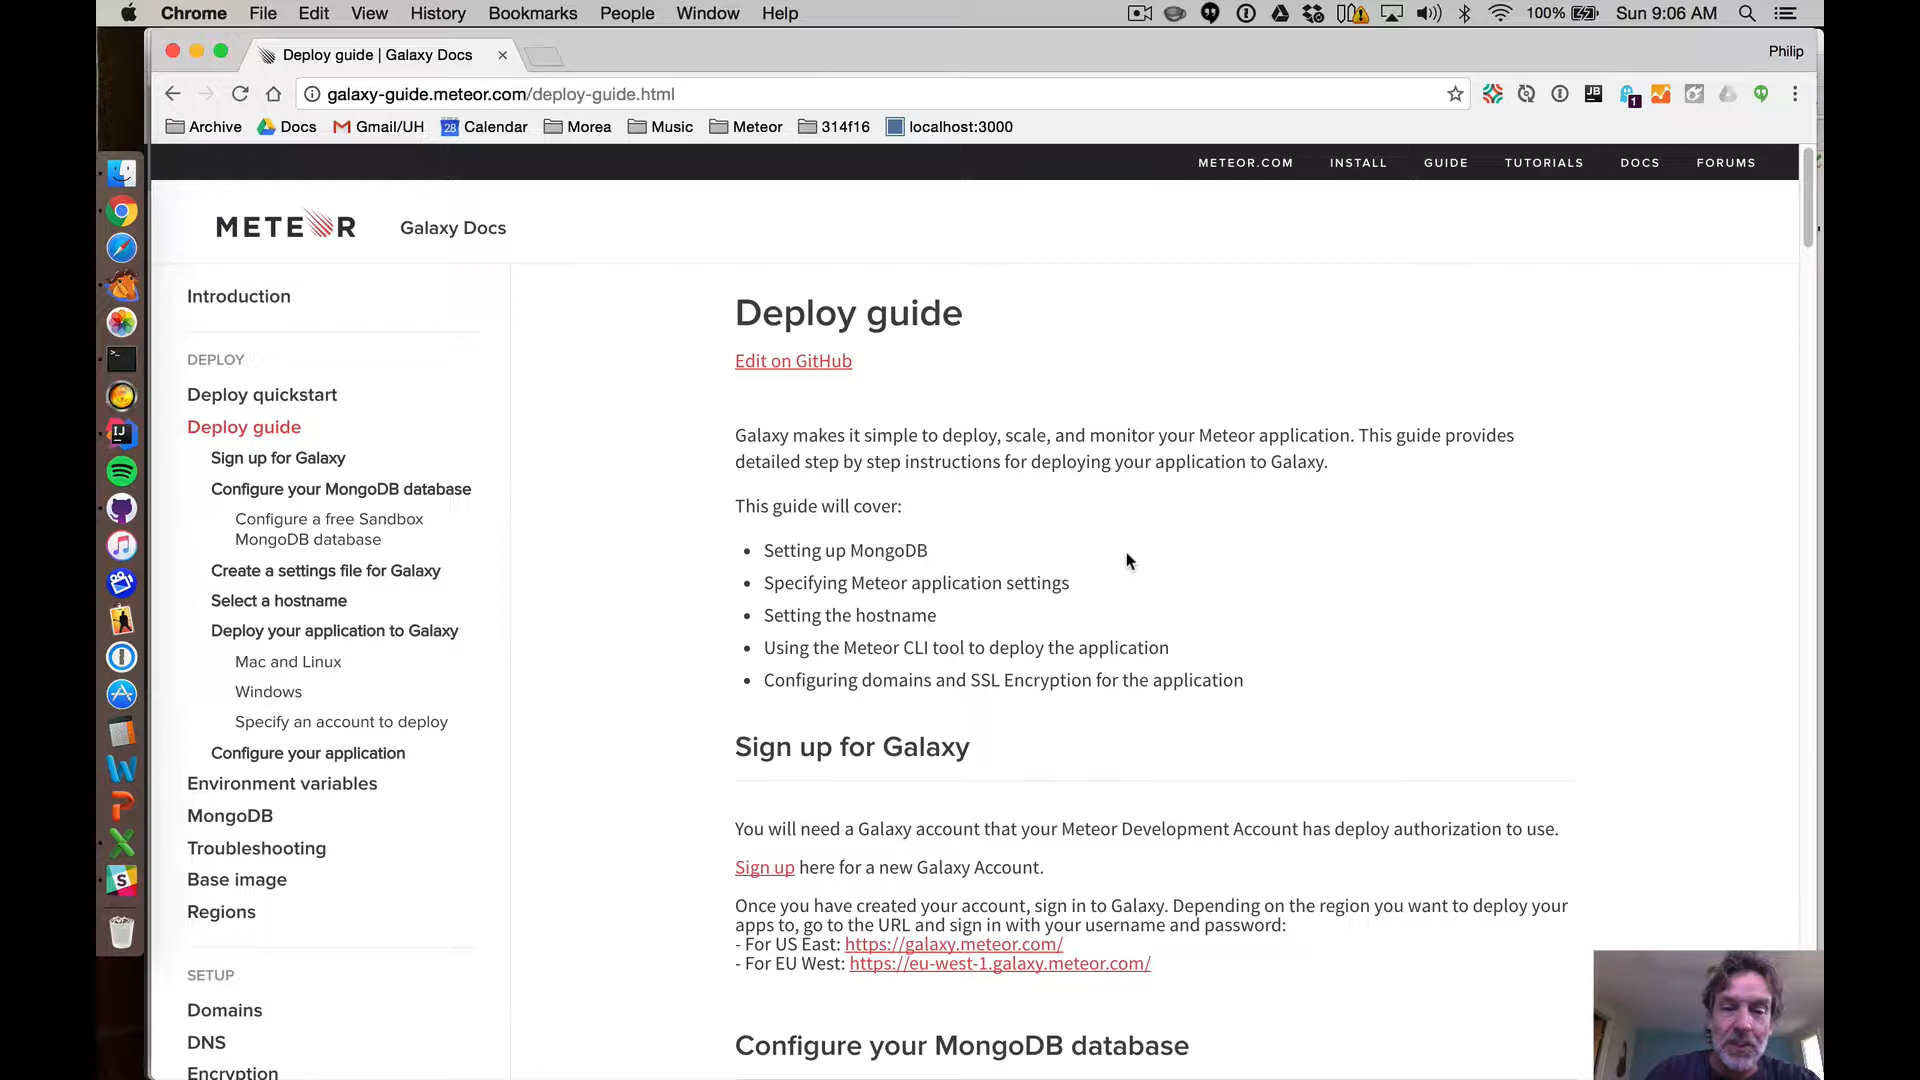 Chrome File Edit View History Bookmarks People Window Help 100% Sun 9:06 AM
Deploy guide | Galaxy Docs
Philip
galaxy-guide.meteor.com/deploy-guide.html
JB
1
Archive Docs Gmail/UH 28 Calendar Morea Music Meteor 314f16 localhost:3000
METEOR.COM INSTALL GUIDE TUTORIALS DOCS FORUMS
METEOR Galaxy Docs
Introduction
DEPLOY
Deploy quickstart
Deploy guide
Sign up for Galaxy
Configure your MongoDB database
Configure a free Sandbox
MongoDB database
Create a settings file for Galaxy
Select a hostname
Deploy your application to Galaxy
Mac and Linux
Windows
Specify an account to deploy
Configure your application
Environment variables
MongoDB
Troubleshooting
Base image
Regions
SETUP
Domains
DNS
Encryption
Deploy guide
Edit on GitHub
Galaxy makes it simple to deploy, scale, and monitor your Meteor application. This guide provides
detailed step by step instructions for deploying your application to Galaxy.
This guide will cover:
• Setting up MongoDB
• Specifying Meteor application settings
• Setting the hostname
• Using the Meteor CLI tool to deploy the application
• Configuring domains and SSL Encryption for the application
Sign up for Galaxy
You will need a Galaxy account that your Meteor Development Account has deploy authorization to use.
Sign up here for a new Galaxy Account.
Once you have created your account, sign in to Galaxy. Depending on the region you want to deploy your
apps to, go to the URL and sign in with your username and password:
- For US East: https://galaxy.meteor.com/
- For EU West: https://eu-west-1.galaxy.meteor.com/
Configure your MongoDB database